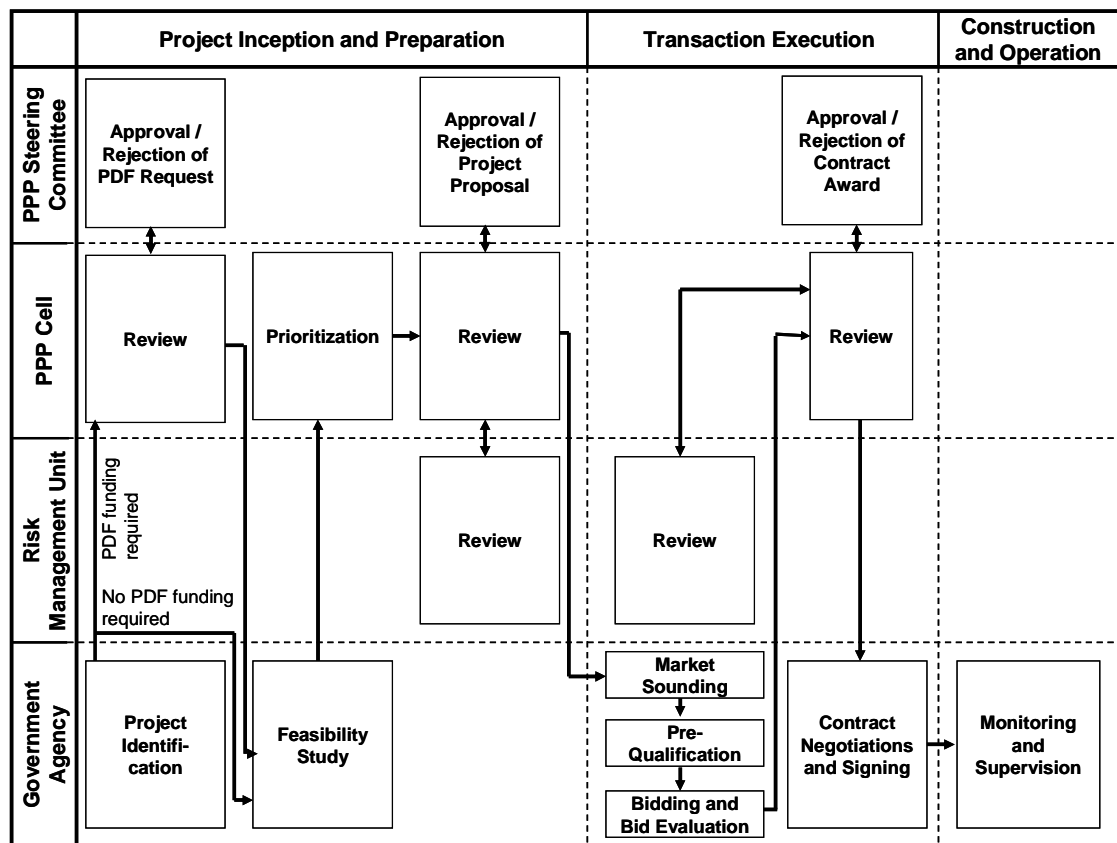 Project Inception and Preparation
Transaction Execution
Construction
and Operation
PPP Steering
Committee
Approval /
Rejection of
PDF Request
Approval /
Rejection of
Project
Proposal
Approval /
Rejection of
Contract
Award
PPP Cell
Review
Prioritization
Review
Review
Risk
Management Unit
PDF funding
required
No PDF funding
required
Review
Review
Government
Agency
Project
Identifi-
cation
Feasibility
Study
Market
Sounding
Pre-
Qualification
Bidding and
Bid Evaluation
Contract
Negotiations
and Signing
Monitoring
and
Supervision